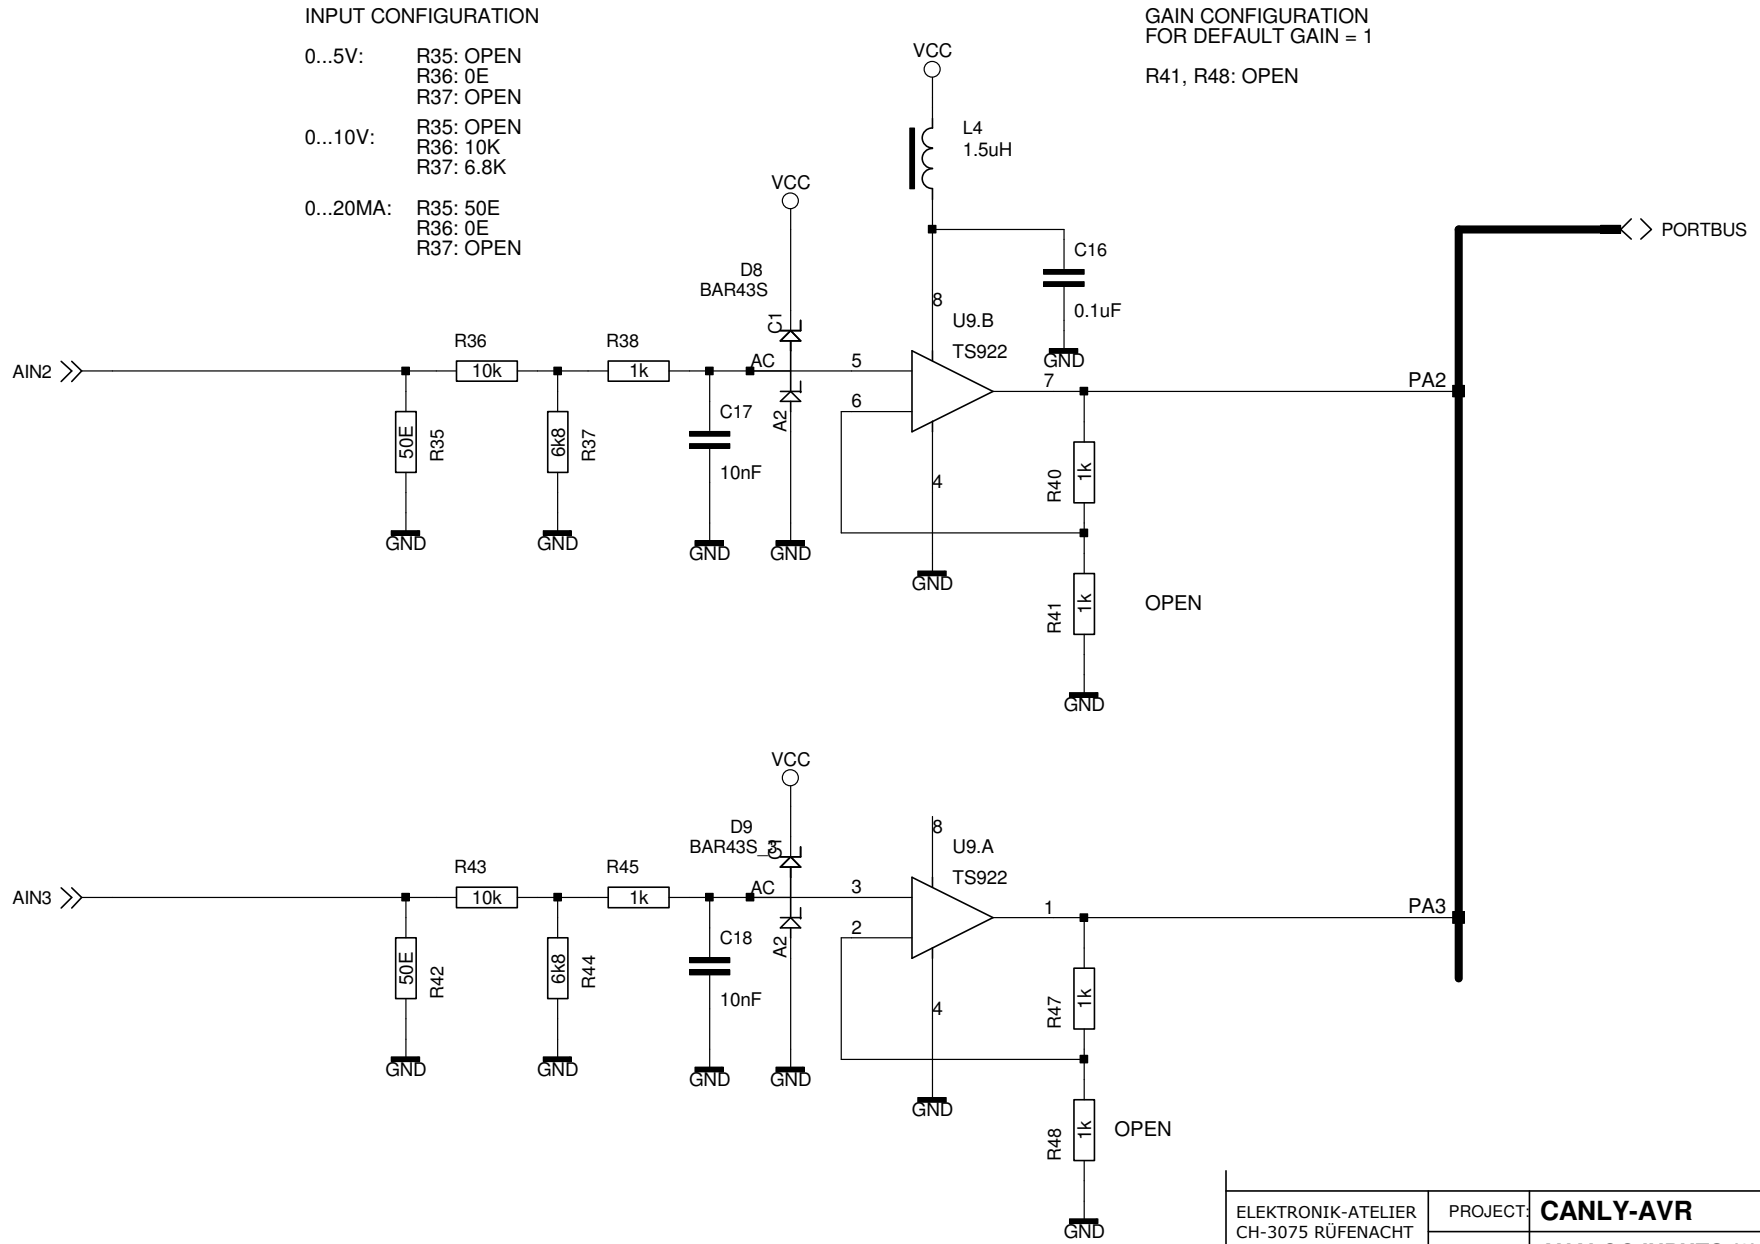 INPUT CONFIGURATION
0...5V: R35: OPEN
R36: 0E
R37: OPEN
0...10V: R35: OPEN
R36: 10K
R37: 6.8K
0...20MA: R35: 50E
R36: 0E
R37: OPEN
GAIN CONFIGURATION
FOR DEFAULT GAIN = 1
R41, R48: OPEN
VCC
L4
1.5uH
VCC
PORTBUS
C16
0.1uF
GND
D8
BAR43S
C1
AC
A2
8
U9.B
TS922
AIN2
R36
10k
R38
1k
5
6
7
4
PA2
50E
R35
6k8
R37
C17
10nF
R40
1k
GND
GND
GND
GND
GND
R41
1k
OPEN
GND
VCC
D9
BAR43S_3
C1
AC
A2
8
U9.A
TS922
AIN3
R43
10k
R45
1k
3
2
1
4
PA3
50E
R42
6k8
R44
C18
10nF
R47
1k
GND
GND
GND
GND
GND
R48
1k
OPEN
GND
ELEKTRONIK-ATELIER
CH-3075 RÜFENACHT
PROJECT: CANLY-AVR